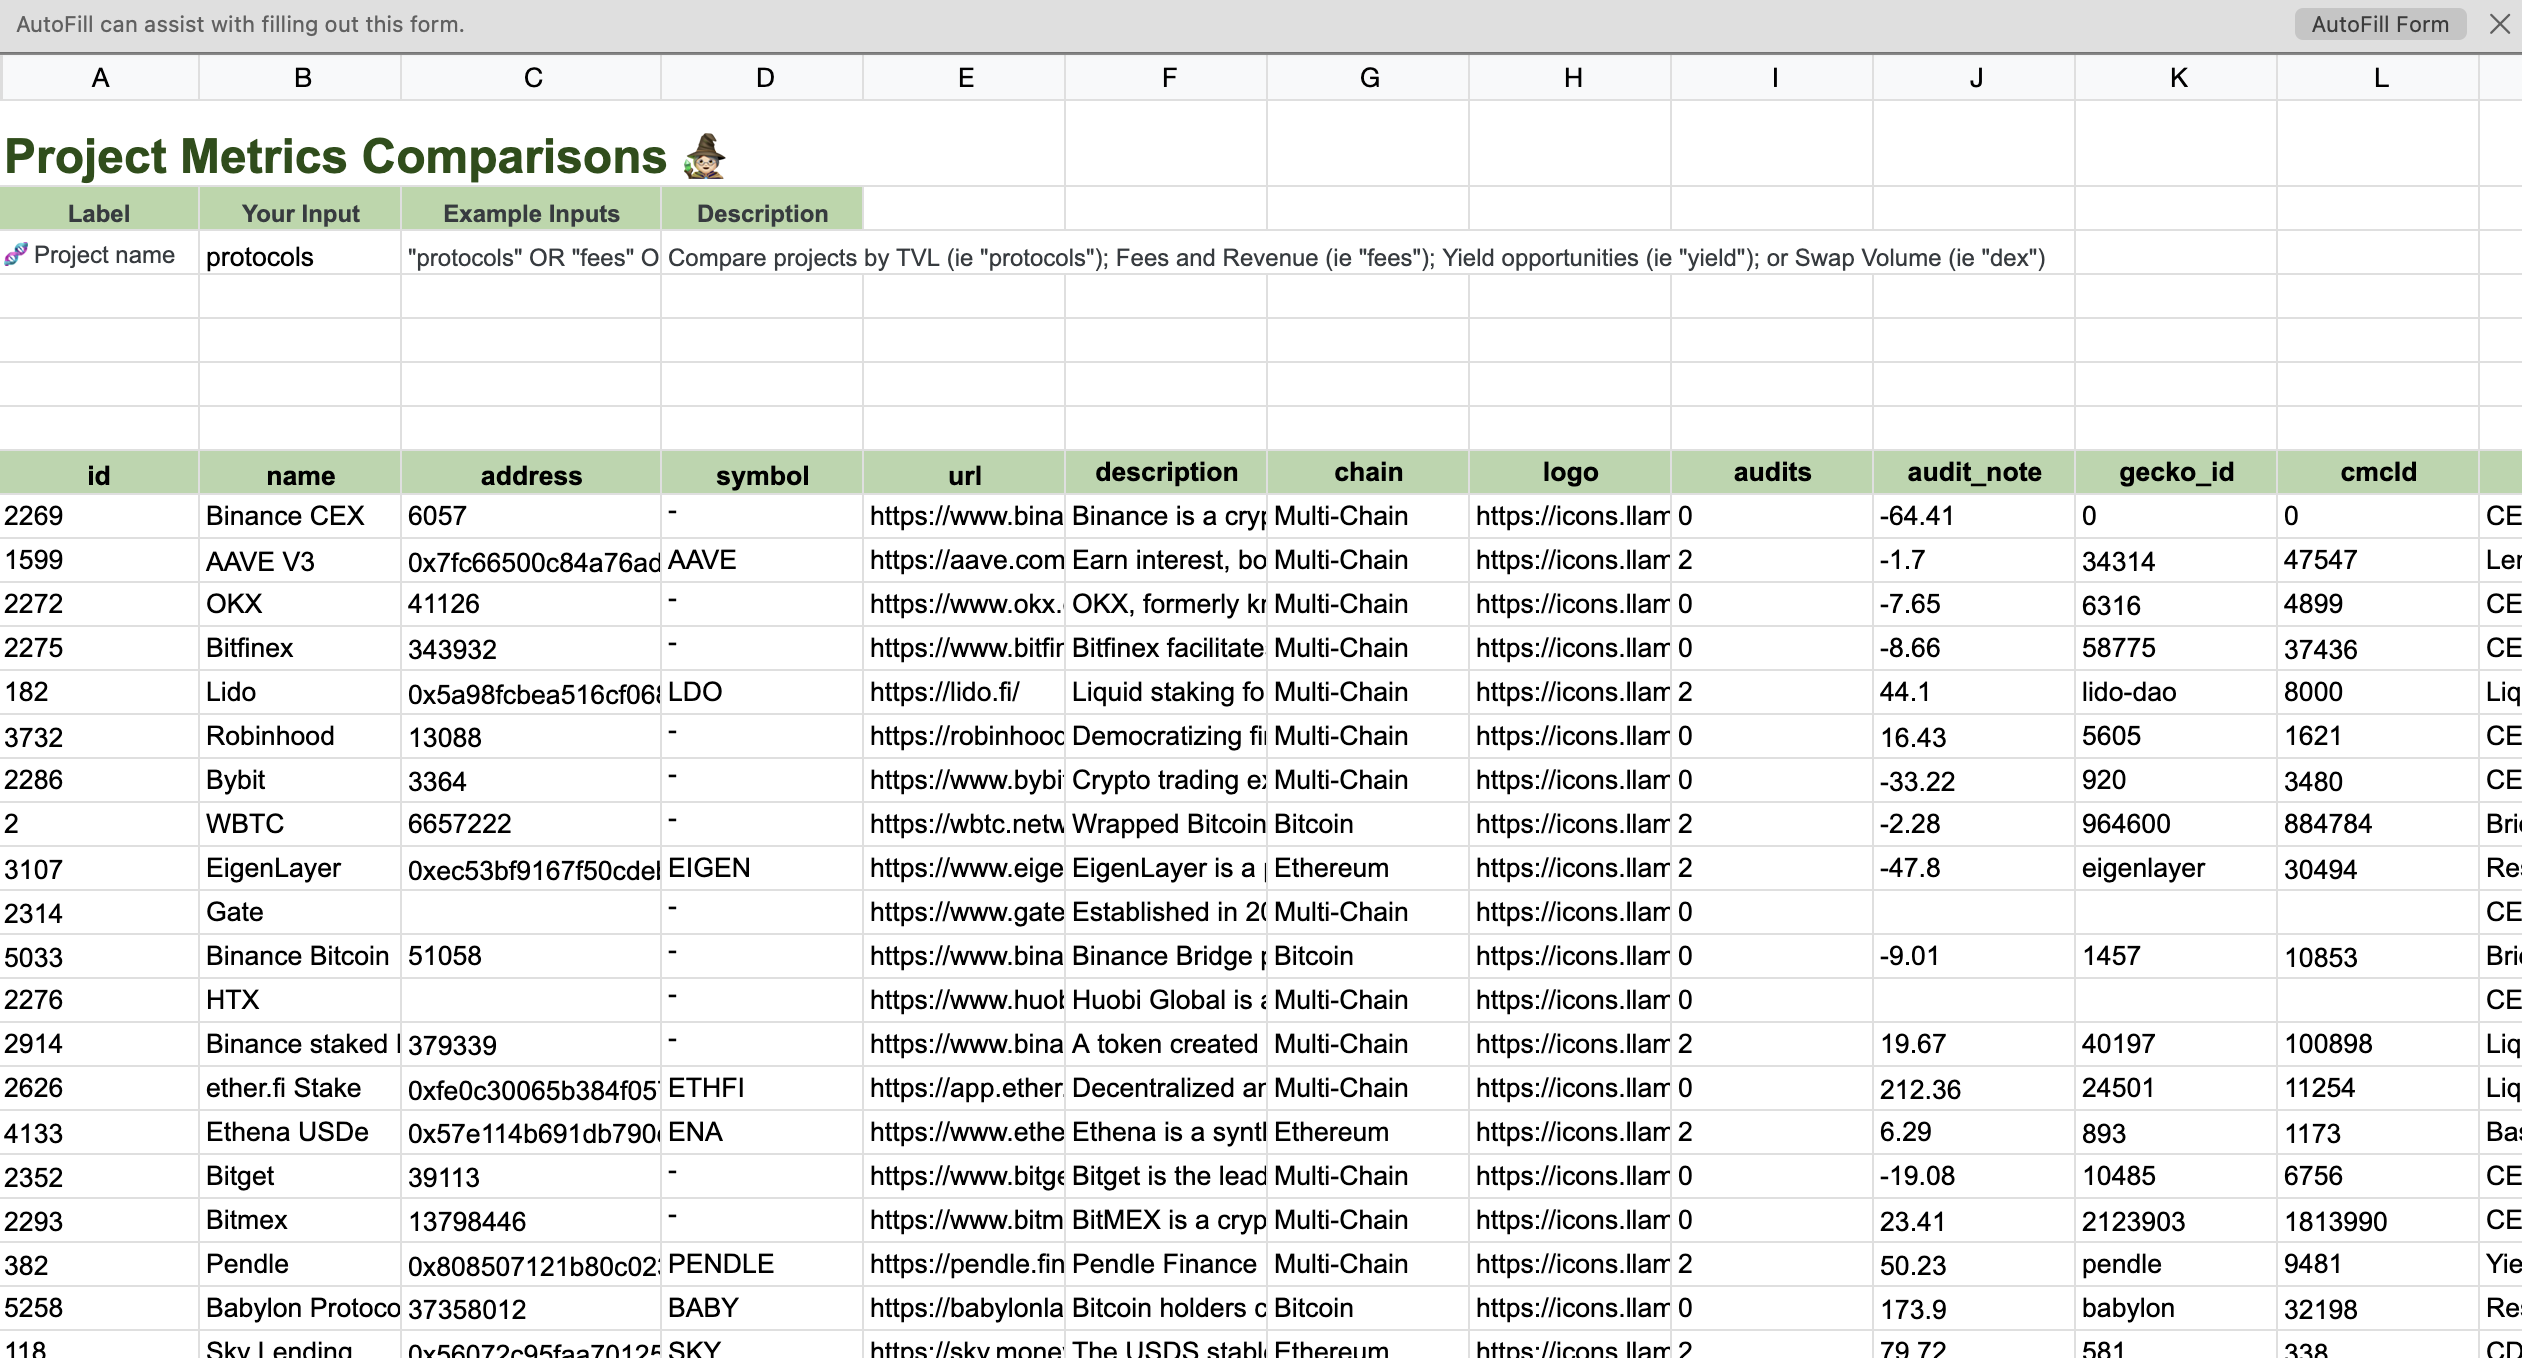 AutoFill can assist with filling out this form. AutoFill Form
A B C D E F G H I J K L
Project Metrics Comparisons
Label Your Input Example Inputs Description
Project name protocols "protocols" OR "fees" O Compare projects by TVL (ie "protocols"); Fees and Revenue (ie "fees"); Yield opportunities (ie "yield"); or Swap Volume (ie "dex")
id name address symbol url description chain logo audits audit_note gecko_id cmcId
2269 Binance CEX 6057 - https://www.bina Binance is a cryp Multi-Chain https://icons.llam 0 -64.41 0 0 CE
1599 AAVE V3 0x7fc66500c84a76ad AAVE https://aave.com Earn interest, bo Multi-Chain https://icons.llam 2 -1.7 34314 47547 Len
2272 OKX 41126 - https://www.okx. OKX, formerly kn Multi-Chain https://icons.llam 0 -7.65 6316 4899 CE
2275 Bitfinex 343932 - https://www.bitfin Bitfinex facilitate Multi-Chain https://icons.llam 0 -8.66 58775 37436 CE
182 Lido 0x5a98fcbea516cf068 LDO https://lido.fi/ Liquid staking fo Multi-Chain https://icons.llam 2 44.1 lido-dao 8000 Liq
3732 Robinhood 13088 - https://robinhood Democratizing fi Multi-Chain https://icons.llam 0 16.43 5605 1621 CE
2286 Bybit 3364 - https://www.bybi Crypto trading ex Multi-Chain https://icons.llam 0 -33.22 920 3480 CE
2 WBTC 6657222 - https://wbtc.netw Wrapped Bitcoin Bitcoin https://icons.llam 2 -2.28 964600 884784 Bri
3107 EigenLayer 0xec53bf9167f50cdeb EIGEN https://www.eige EigenLayer is a Ethereum https://icons.llam 2 -47.8 eigenlayer 30494 Res
2314 Gate - https://www.gate Established in 20 Multi-Chain https://icons.llam 0 CE
5033 Binance Bitcoin 51058 - https://www.bina Binance Bridge p Bitcoin https://icons.llam 0 -9.01 1457 10853 Bri
2276 HTX - https://www.huob Huobi Global is a Multi-Chain https://icons.llam 0 CE
2914 Binance staked 379339 - https://www.bina A token created Multi-Chain https://icons.llam 2 19.67 40197 100898 Liq
2626 ether.fi Stake 0xfe0c30065b384f05 ETHFI https://app.ether. Decentralized an Multi-Chain https://icons.llam 0 212.36 24501 11254 Liq
4133 Ethena USDe 0x57e114b691db790 ENA https://www.ethe Ethena is a synt Ethereum https://icons.llam 2 6.29 893 1173 Bas
2352 Bitget 39113 - https://www.bitge Bitget is the lead Multi-Chain https://icons.llam 0 -19.08 10485 6756 CE
2293 Bitmex 13798446 - https://www.bitm BitMEX is a cryp Multi-Chain https://icons.llam 0 23.41 2123903 1813990 CE
382 Pendle 0x808507121b80c02 PENDLE https://pendle.fin Pendle Finance Multi-Chain https://icons.llam 2 50.23 pendle 9481 Yie
5258 Babylon Protoco 37358012 BABY https://babylonla Bitcoin holders c Bitcoin https://icons.llam 0 173.9 babylon 32198 Res
118 Sky Lending 0x56072c95faa70125 SKY https://sky.mone The USDS stabl Ethereum https://icons.llam 2 79.72 581 338 CD